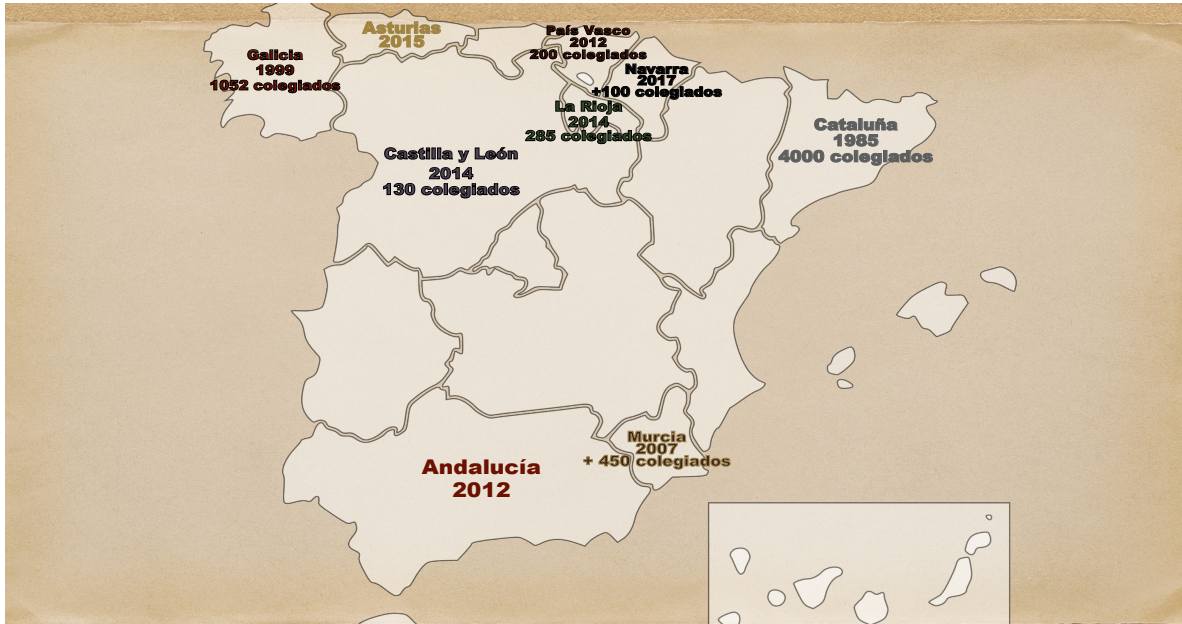 Asturias
2015
País Vasco
2012
200 colegiados
Galicia
1999
1052 colegiados
Navarra
2017
+100 colegiados
La Rioja
2014
285 colegiados
Cataluña
1985
4000 colegiados
Castilla y León
2014
130 colegiados
Murcia
2007
+ 450 colegiados
Andalucía
2012